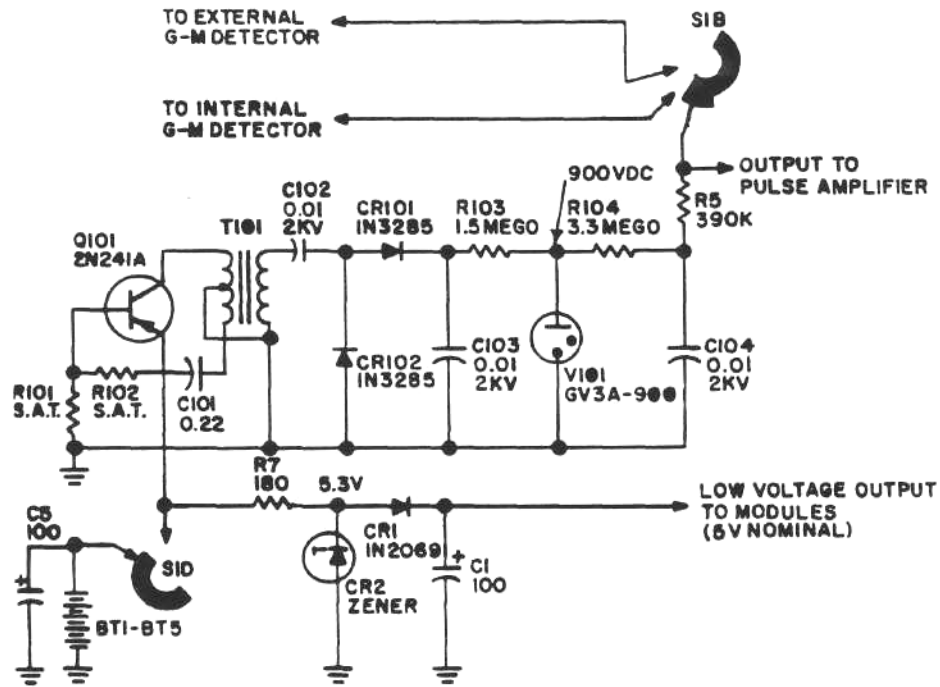 TO EXTERNAL
G-M DETECTOR
S1B
TO INTERNAL
G-M DETECTOR
900VDC
OUTPUT TO
PULSE AMPLIFIER
R5
390K
C102
0.01
2KV
CR101
IN3285
R103
1.5MEGO
R104
3.3MEGO
T101
Q101
2N241A
CR102
IN3285
C103
0.01
2KV
V101
GV3A-900
C104
0.01
2KV
R101
S.A.T.
R102
S.A.T.
C101
0.22
R7
180
5.3V
LOW VOLTAGE OUTPUT
TO MODULES
(5V NOMINAL)
C5
100
+
S1D
BT1-BT5
CR1
IN2069
CR2
ZENER
+
C1
100